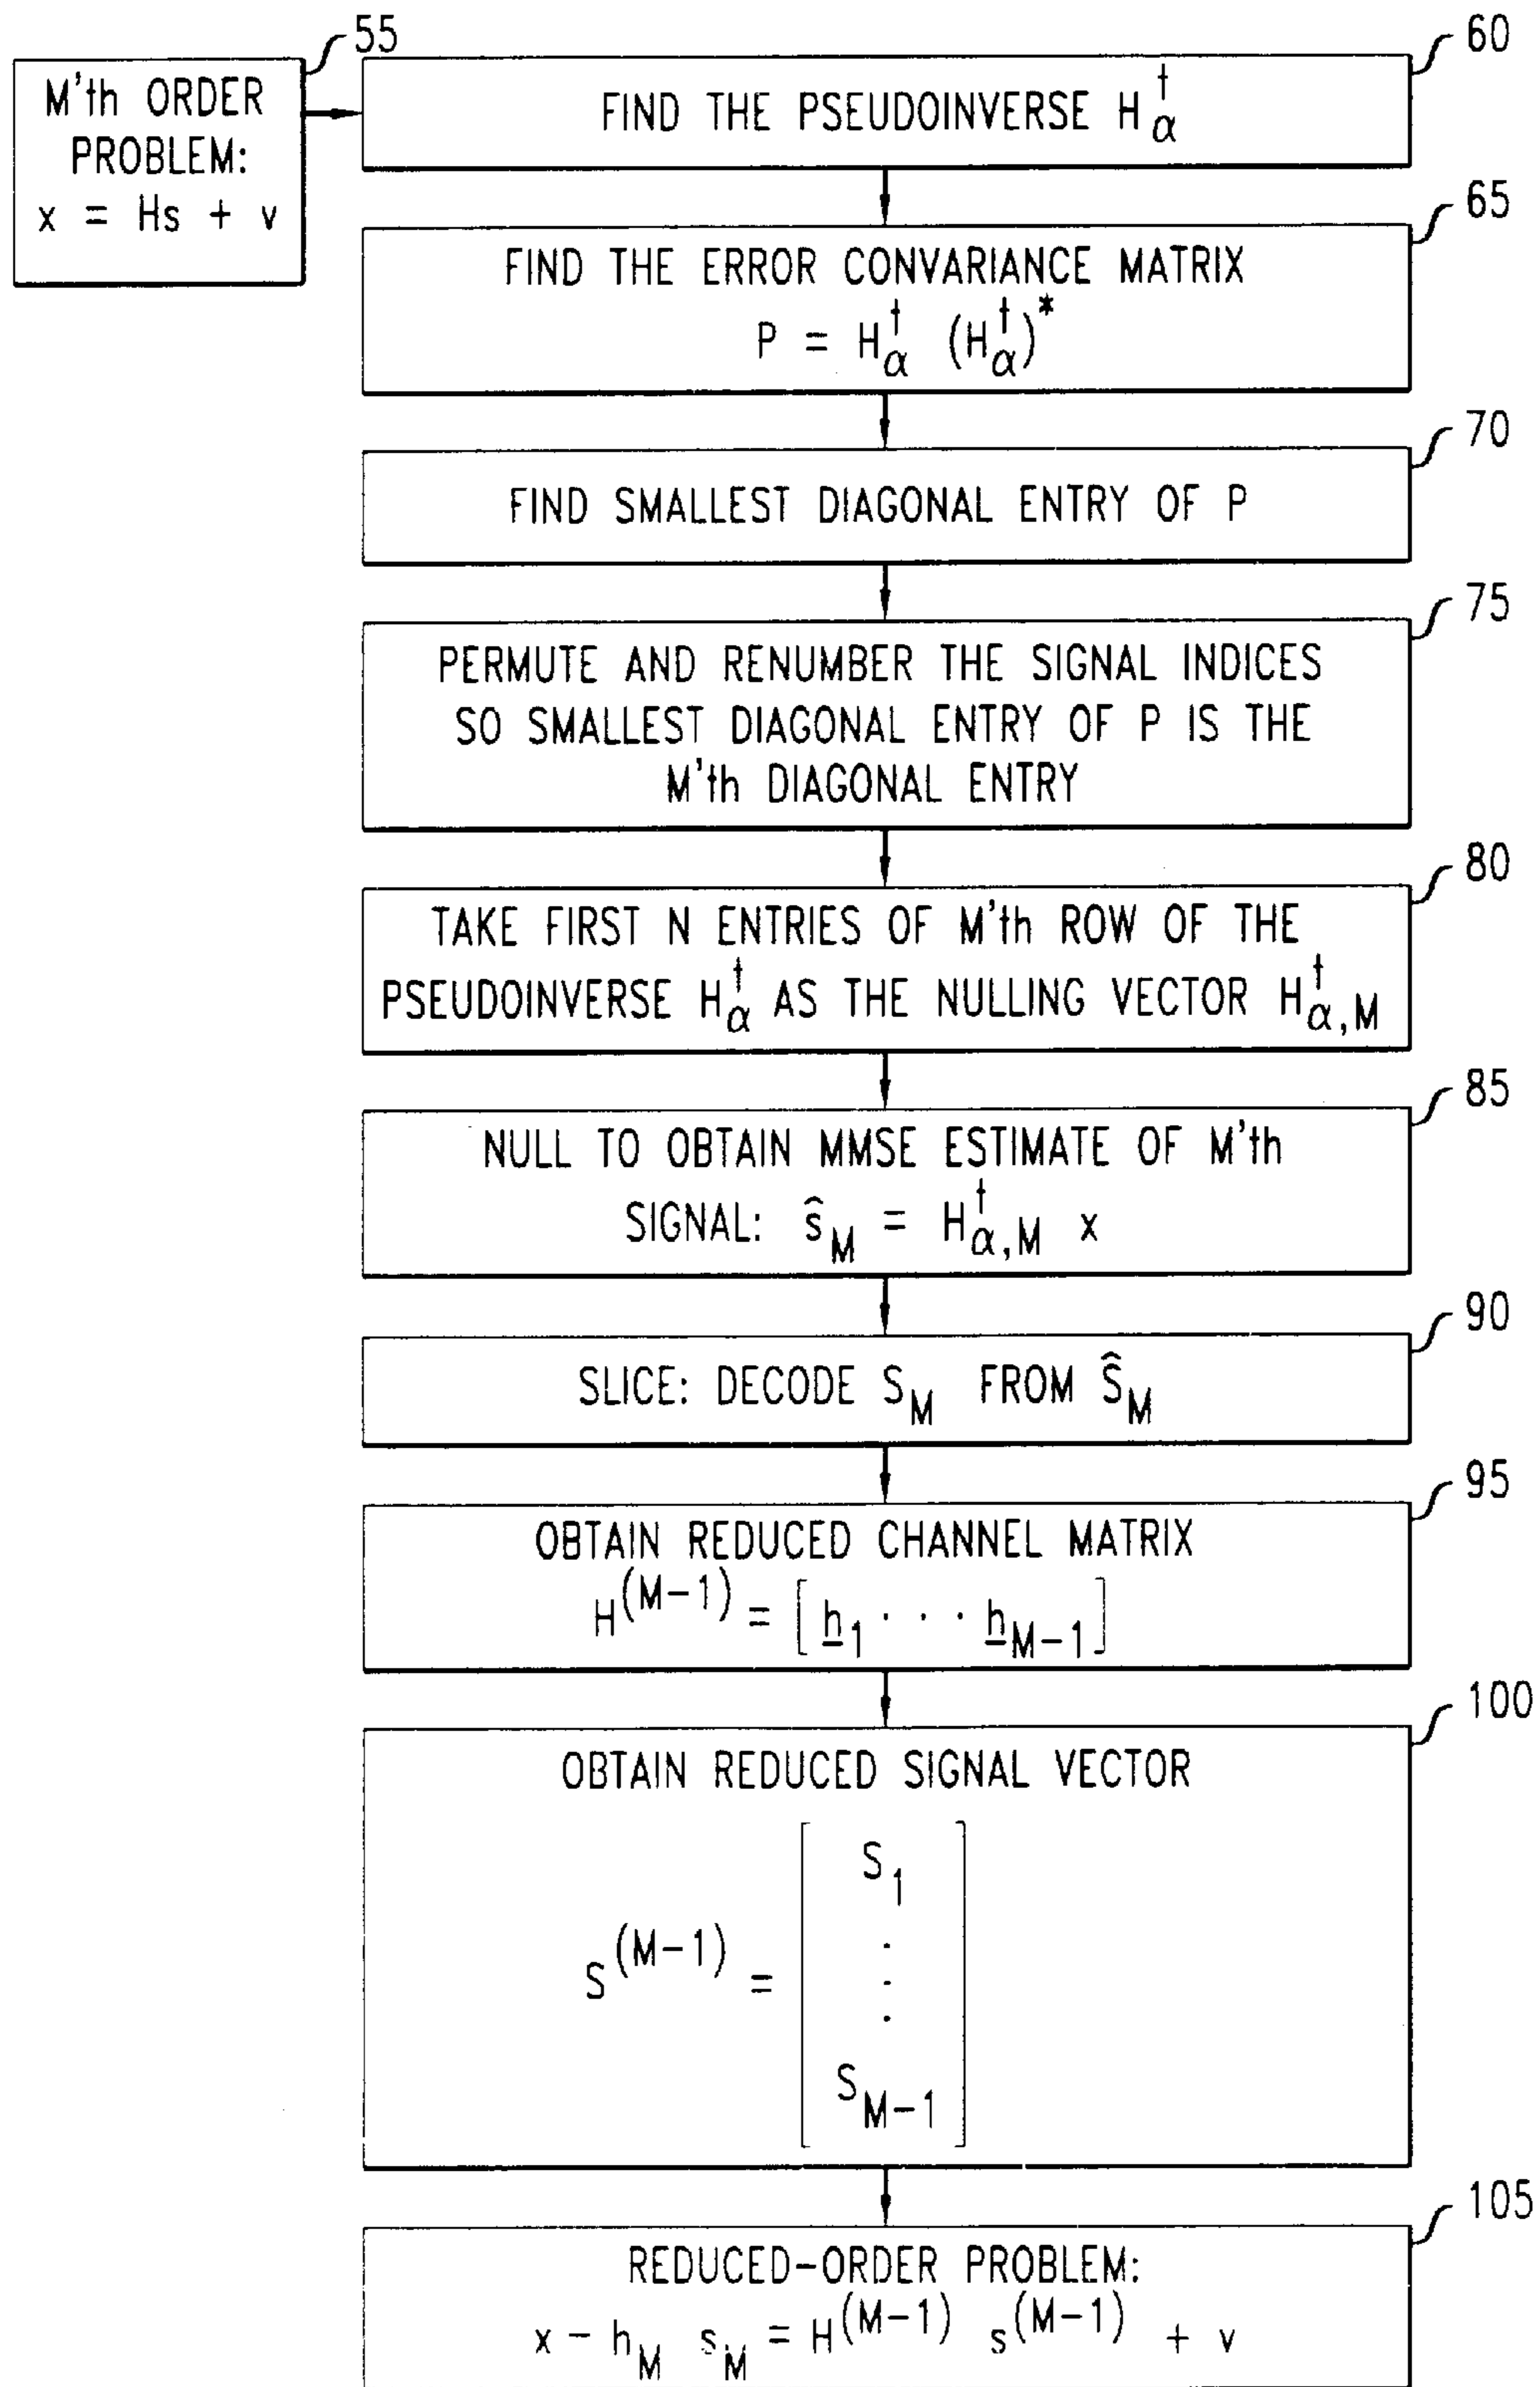 55
M'th ORDER
PROBLEM:
x = Hs + v
60
FIND THE PSEUDOINVERSE H†α
65
FIND THE ERROR CONVARIANCE MATRIX
P = H†α (H†α)*
70
FIND SMALLEST DIAGONAL ENTRY OF P
75
PERMUTE AND RENUMBER THE SIGNAL INDICES
SO SMALLEST DIAGONAL ENTRY OF P IS THE
M'th DIAGONAL ENTRY
80
TAKE FIRST N ENTRIES OF M'th ROW OF THE
PSEUDOINVERSE H†α AS THE NULLING VECTOR H†α,M
85
NULL TO OBTAIN MMSE ESTIMATE OF M'th
SIGNAL: ŝM = H†α,M x
90
SLICE: DECODE SM FROM ŜM
95
OBTAIN REDUCED CHANNEL MATRIX
H(M-1) = [h1 · · · hM-1]
100
OBTAIN REDUCED SIGNAL VECTOR
S1
.
S(M-1) = .
.
SM-1
105
REDUCED-ORDER PROBLEM:
x - hM sM = H(M-1) s(M-1) + v